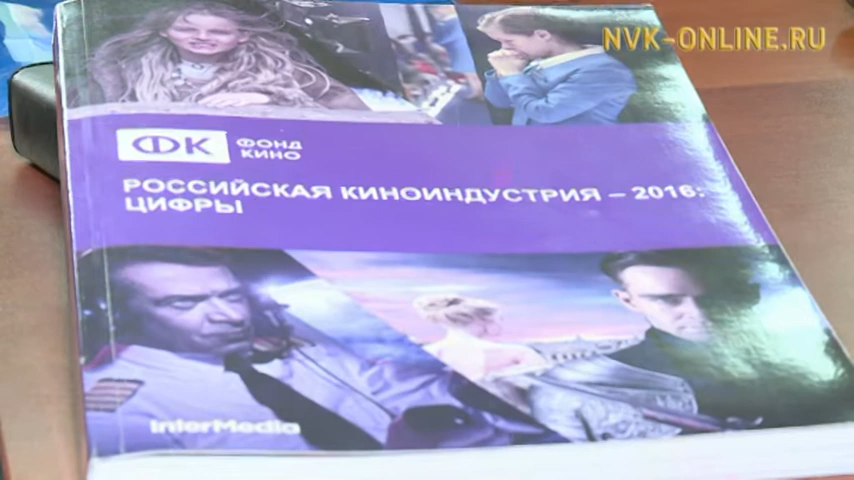 NVK-ONLINE.RU
ФК ФОНД
КИНО
РОССИЙСКАЯ КИНОИНДУСТРИЯ – 2016:
ЦИФРЫ
InterMedia